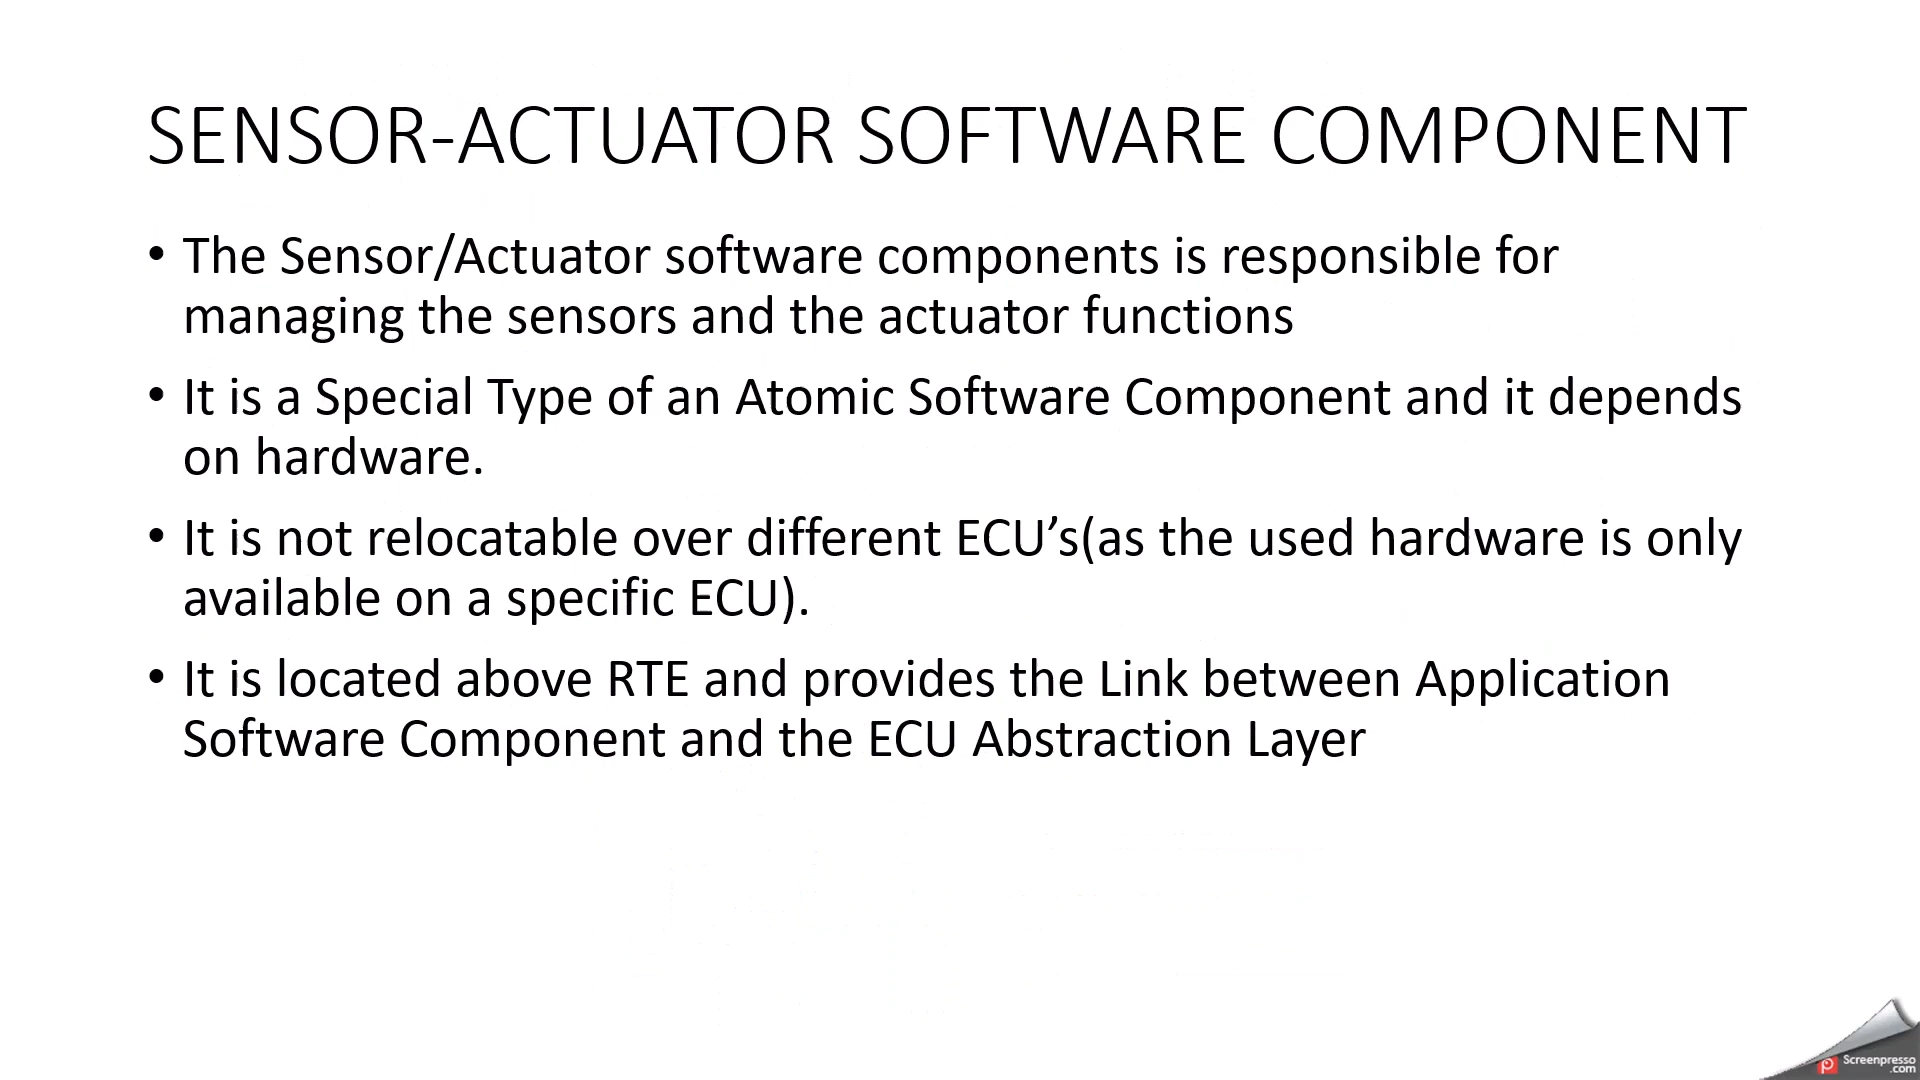 SENSOR-ACTUATOR SOFTWARE COMPONENT
• The Sensor/Actuator software components is responsible for
managing the sensors and the actuator functions
• It is a Special Type of an Atomic Software Component and it depends
on hardware.
• It is not relocatable over different ECU’s(as the used hardware is only
available on a specific ECU).
• It is located above RTE and provides the Link between Application
Software Component and the ECU Abstraction Layer
Screenpresso
.com